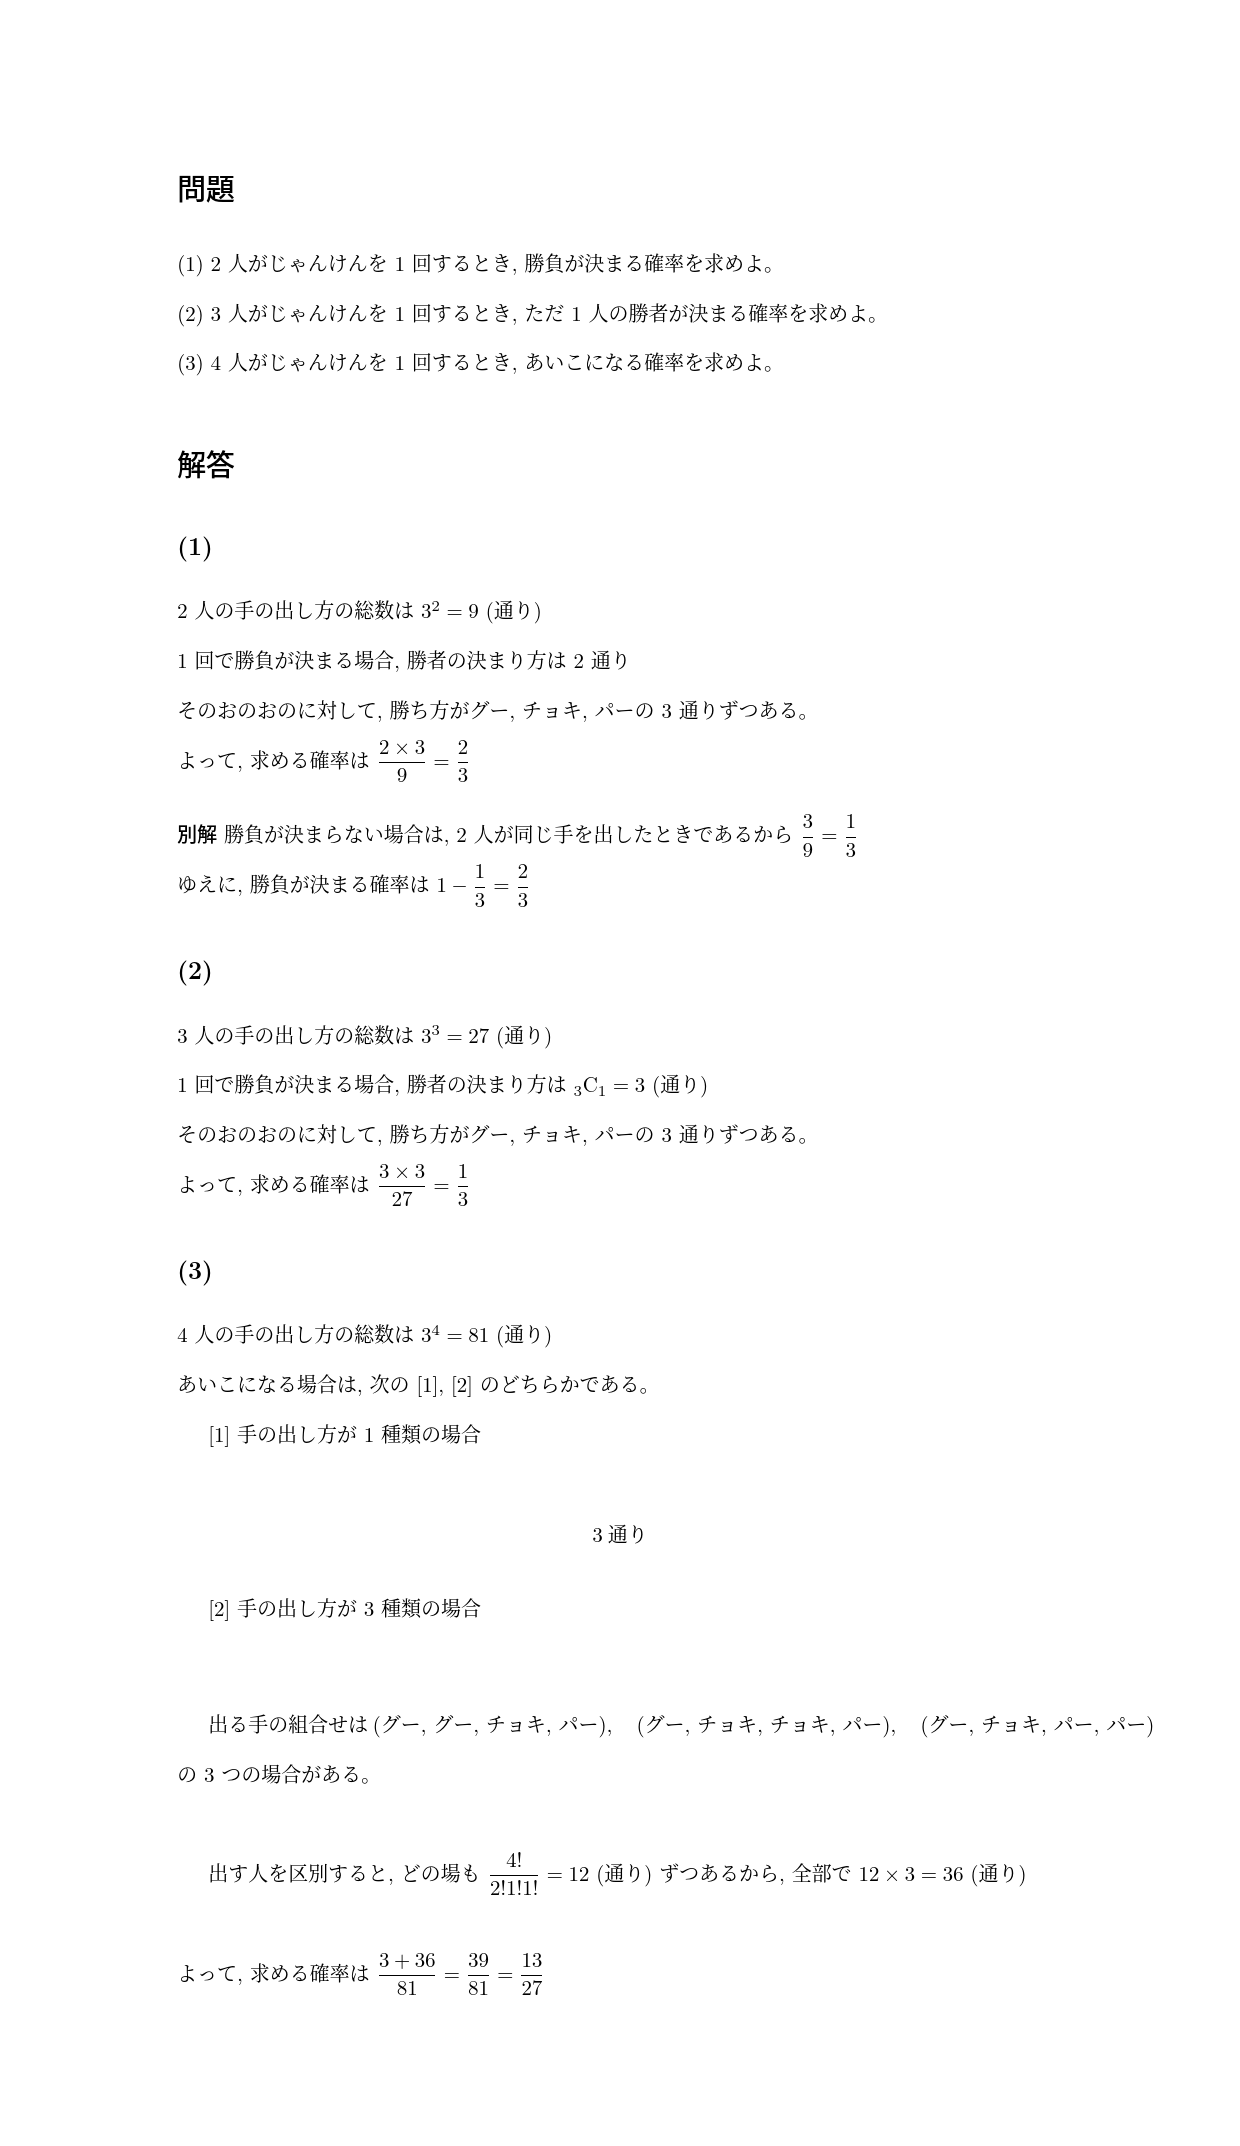 問題
(1) 2 人がじゃんけんを 1 回するとき, 勝負が決まる確率を求めよ。
(2) 3 人がじゃんけんを 1 回するとき, ただ 1 人の勝者が決まる確率を求めよ。
(3) 4 人がじゃんけんを 1 回するとき, あいこになる確率を求めよ。
解答
(1)
2 人の手の出し方の総数は $3^2 = 9$ (通り)
1 回で勝負が決まる場合, 勝者の決まり方は 2 通り
そのおのおのに対して, 勝ち方がグー, チョキ, パーの 3 通りずつある。
よって, 求める確率は $\dfrac{2 \times 3}{9} = \dfrac{2}{3}$
別解 勝負が決まらない場合は, 2 人が同じ手を出したときであるから $\dfrac{3}{9} = \dfrac{1}{3}$
ゆえに, 勝負が決まる確率は $1 - \dfrac{1}{3} = \dfrac{2}{3}$
(2)
3 人の手の出し方の総数は $3^3 = 27$ (通り)
1 回で勝負が決まる場合, 勝者の決まり方は ${}_3\mathrm{C}_1 = 3$ (通り)
そのおのおのに対して, 勝ち方がグー, チョキ, パーの 3 通りずつある。
よって, 求める確率は $\dfrac{3 \times 3}{27} = \dfrac{1}{3}$
(3)
4 人の手の出し方の総数は $3^4 = 81$ (通り)
あいこになる場合は, 次の [1], [2] のどちらかである。
[1] 手の出し方が 1 種類の場合
3 通り
[2] 手の出し方が 3 種類の場合
出る手の組合せは (グー, グー, チョキ, パー), (グー, チョキ, チョキ, パー), (グー, チョキ, パー, パー)
の 3 つの場合がある。
出す人を区別すると, どの場も $\dfrac{4!}{2!1!1!} = 12$ (通り) ずつあるから, 全部で $12 \times 3 = 36$ (通り)
よって, 求める確率は $\dfrac{3 + 36}{81} = \dfrac{39}{81} = \dfrac{13}{27}$